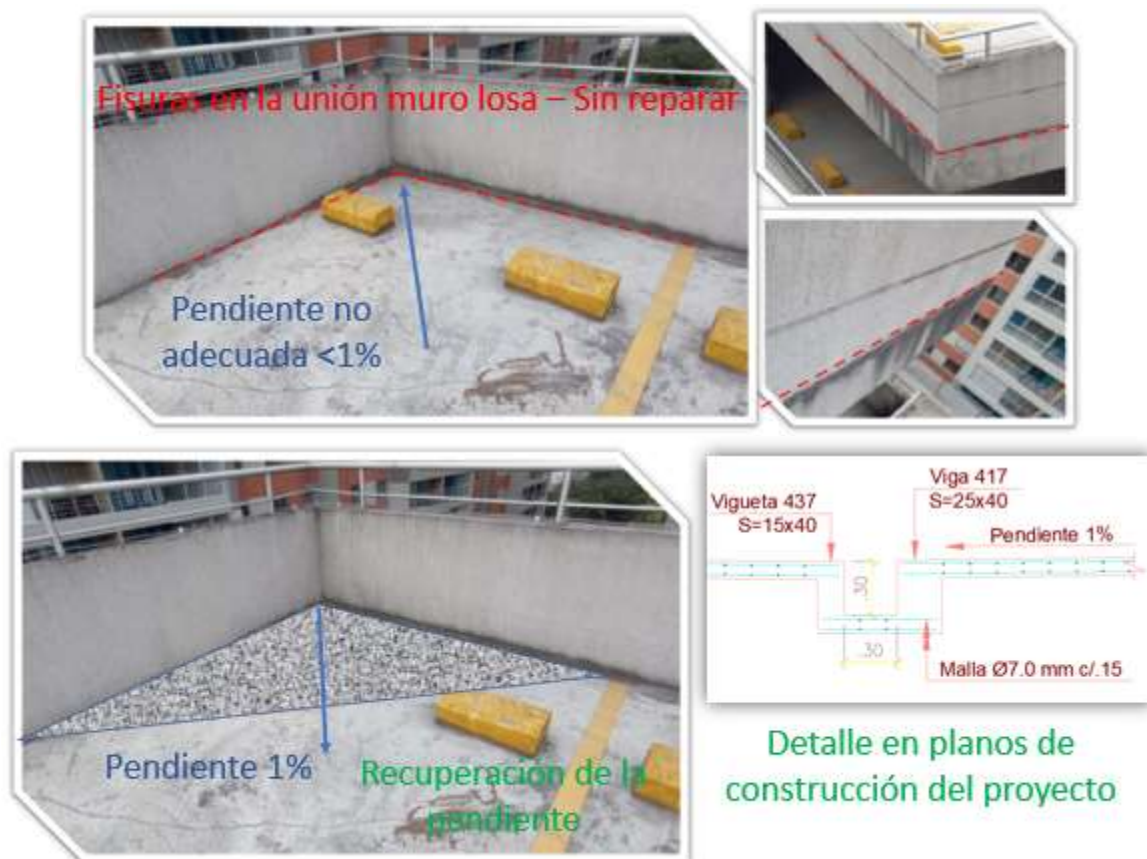 Fisuras en la unión muro losa – Sin reparar
Pendiente no
adecuada <1%
Vigueta 437
S=15x40
Viga 417
S=25x40
Pendiente 1%
.30
.30
Malla Ø7.0 mm c/.15
Pendiente 1%
Recuperacion de la
pendiente
Detalle en planos de
construcción del proyecto